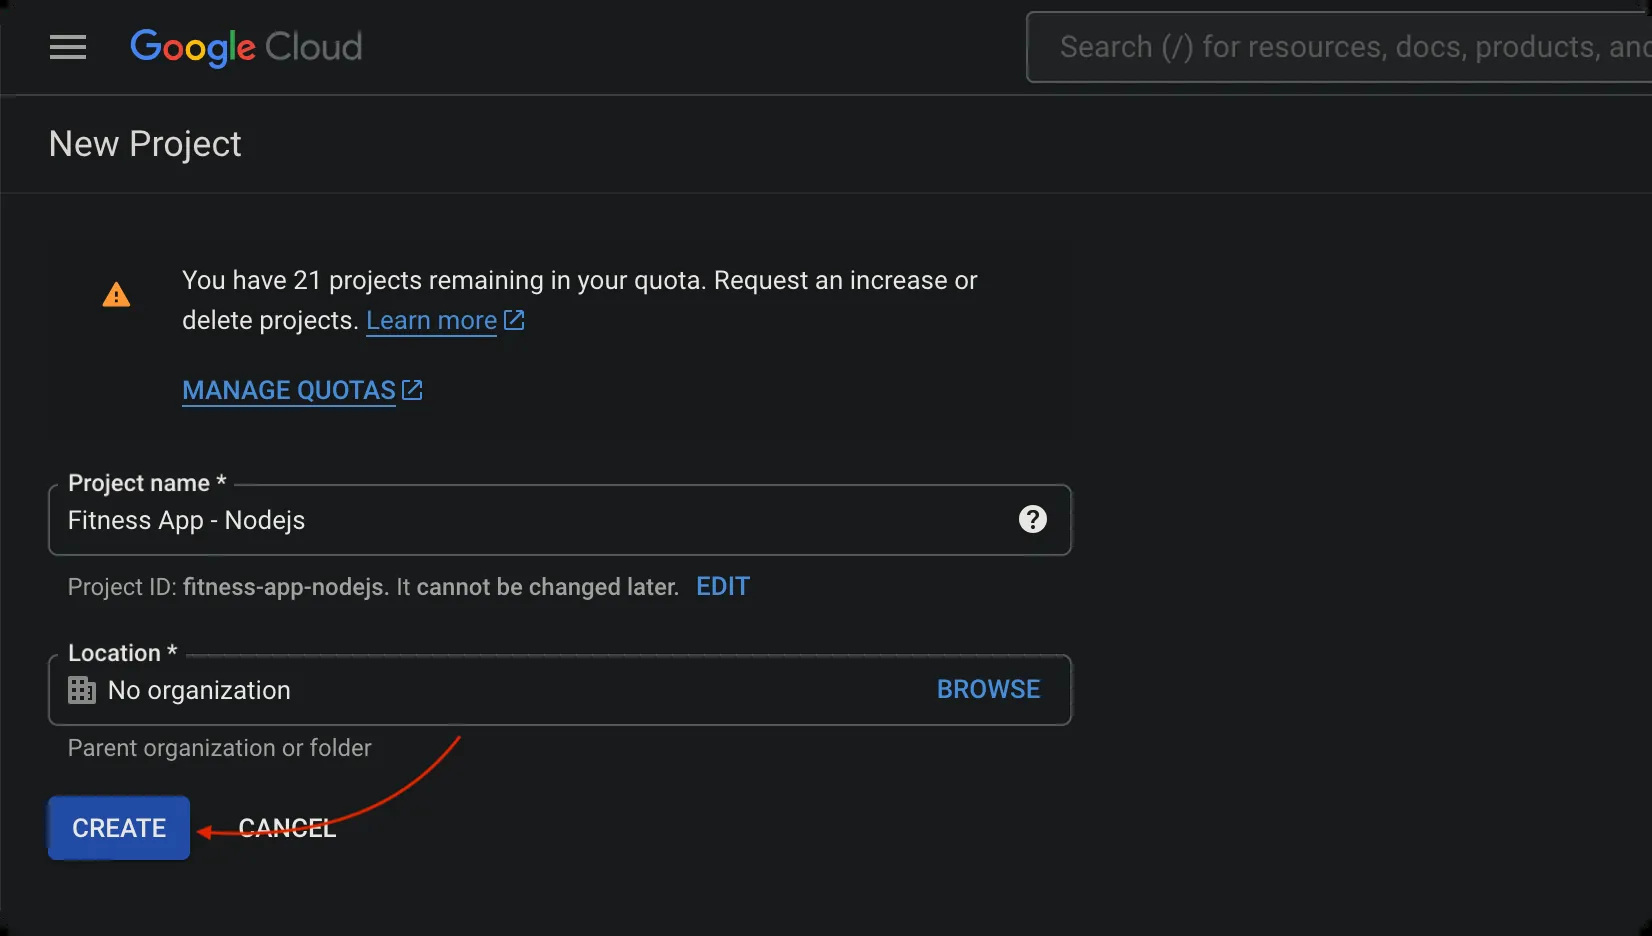 Google Cloud
Search (/) for resources, docs, products, and
New Project
You have 21 projects remaining in your quota. Request an increase or
delete projects. Learn more
MANAGE QUOTAS
Project name *
Fitness App - Nodejs
Project ID: fitness-app-nodejs. It cannot be changed later. EDIT
Location *
No organization BROWSE
Parent organization or folder
CREATE CANCEL